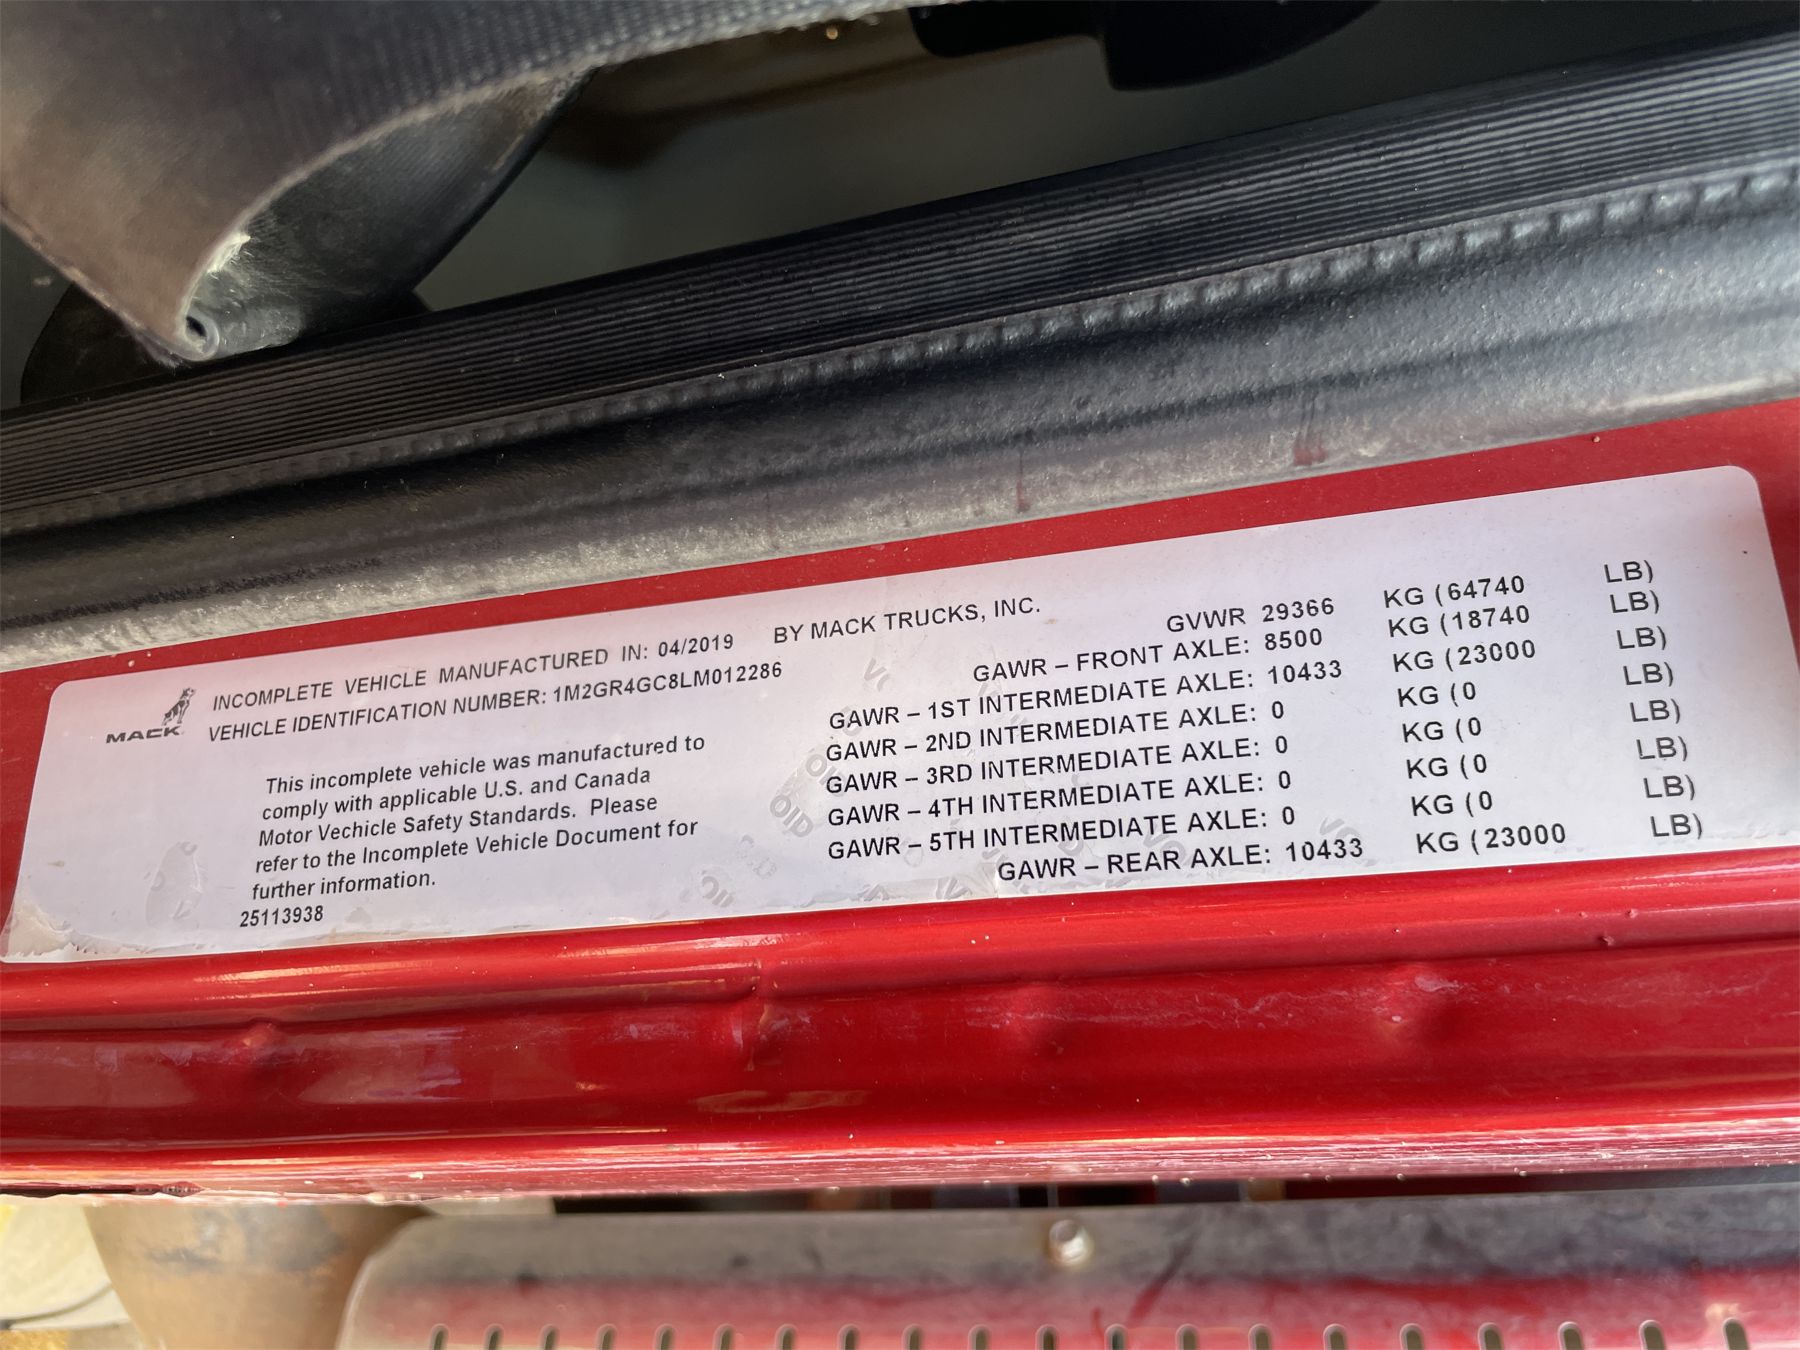 MACK
INCOMPLETE VEHICLE MANUFACTURED IN: 04/2019 BY MACK TRUCKS, INC.
VEHICLE IDENTIFICATION NUMBER: 1M2GR4GC8LM012286
This incomplete vehicle was manufactured to
comply with applicable U.S. and Canada
Motor Vechicle Safety Standards. Please
refer to the Incomplete Vehicle Document for
further information.
25113938
GVWR 29366 KG (64740 LB)
GAWR – FRONT AXLE: 8500 KG (18740 LB)
GAWR – 1ST INTERMEDIATE AXLE: 10433 KG (23000 LB)
GAWR – 2ND INTERMEDIATE AXLE: 0 KG (0 LB)
GAWR – 3RD INTERMEDIATE AXLE: 0 KG (0 LB)
GAWR – 4TH INTERMEDIATE AXLE: 0 KG (0 LB)
GAWR – 5TH INTERMEDIATE AXLE: 0 KG (0 LB)
GAWR – REAR AXLE: 10433 KG (23000 LB)